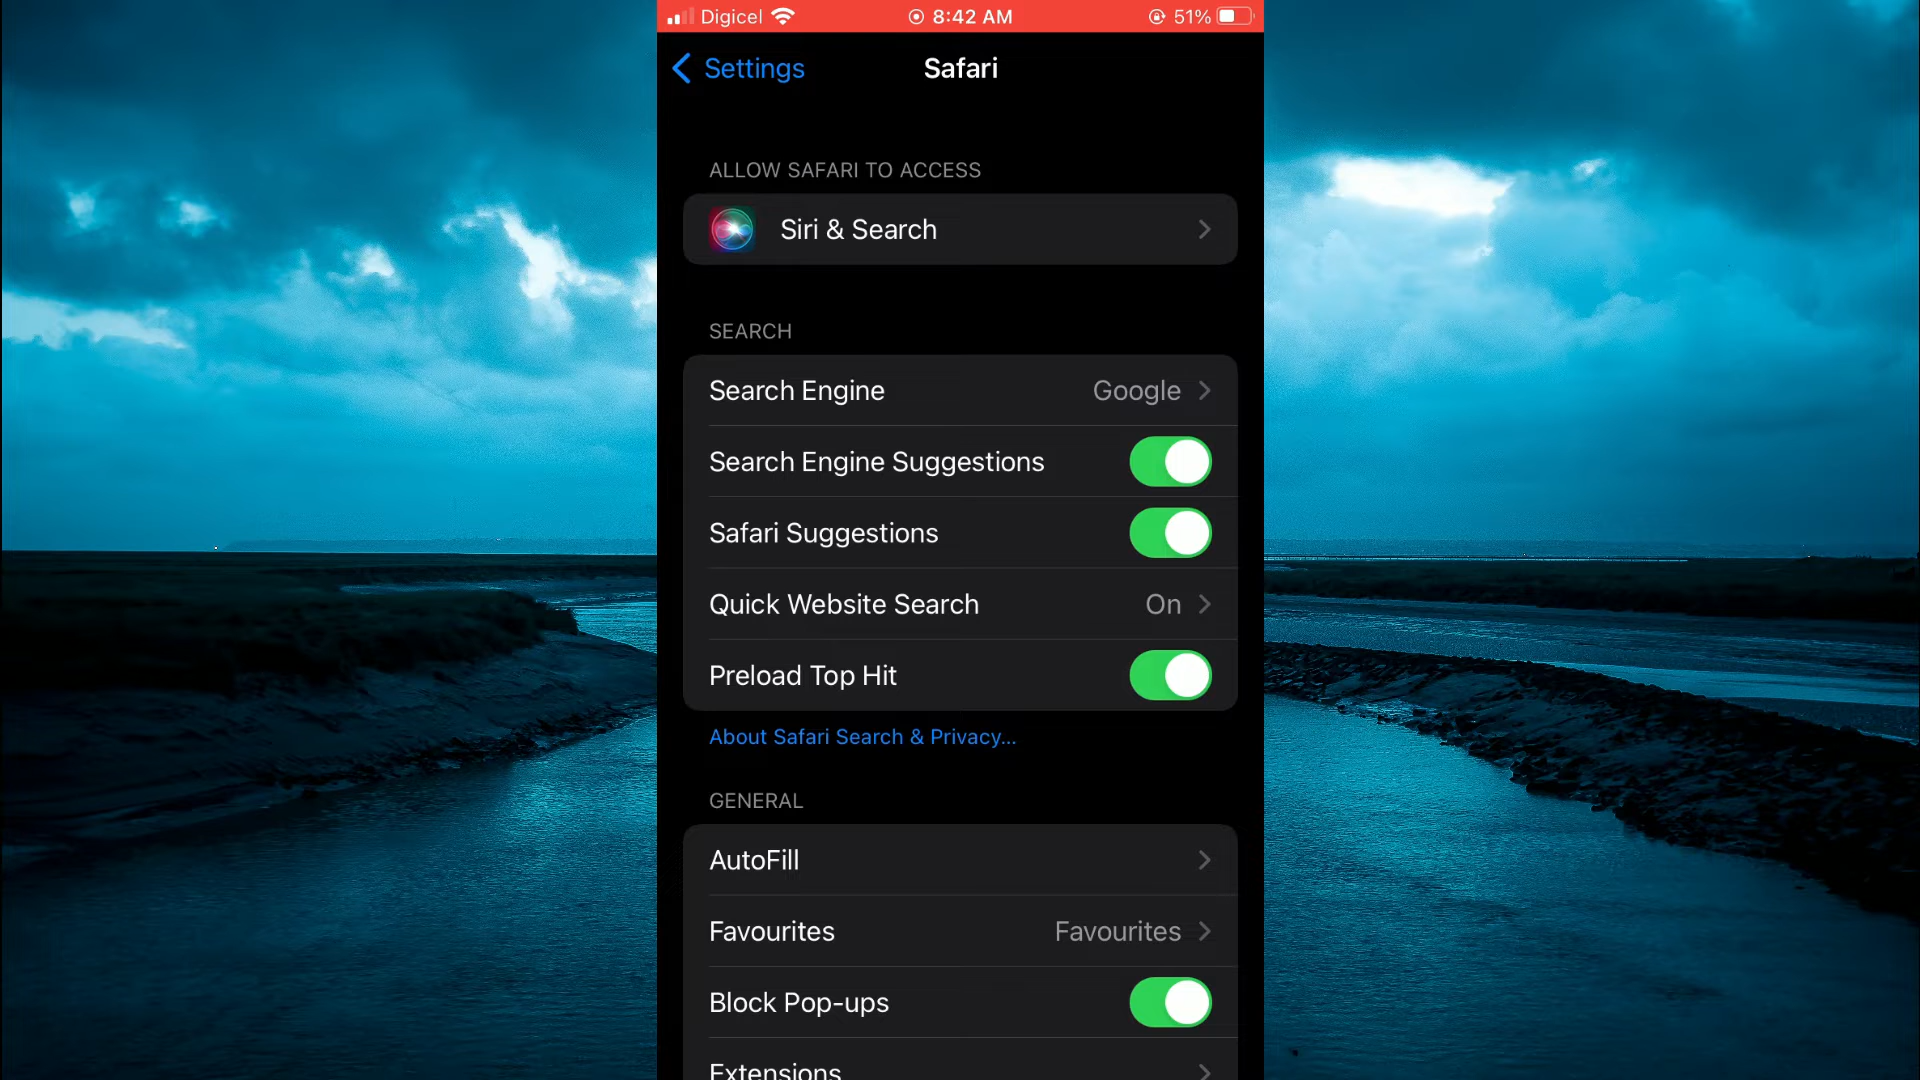 Digicel 8:42 AM 51%
Settings Safari
ALLOW SAFARI TO ACCESS
Siri & Search
SEARCH
Search Engine Google
Search Engine Suggestions
Safari Suggestions
Quick Website Search On
Preload Top Hit
About Safari Search & Privacy...
GENERAL
AutoFill
Favourites Favourites
Block Pop-ups
Extensions